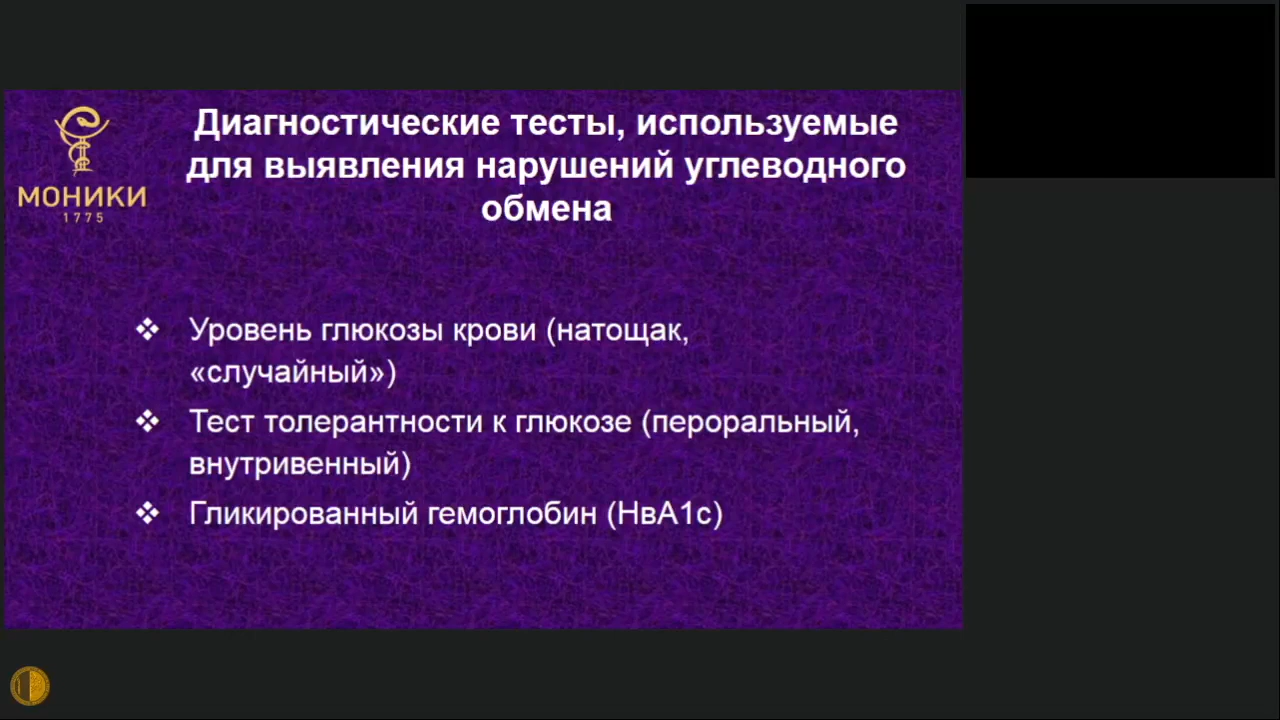 МОНИКИ
1775
Диагностические тесты, используемые
для выявления нарушений углеводного
обмена
❖ Уровень глюкозы крови (натощак,
«случайный»)
❖ Тест толерантности к глюкозе (пероральный,
внутривенный)
❖ Гликированный гемоглобин (НвА1с)